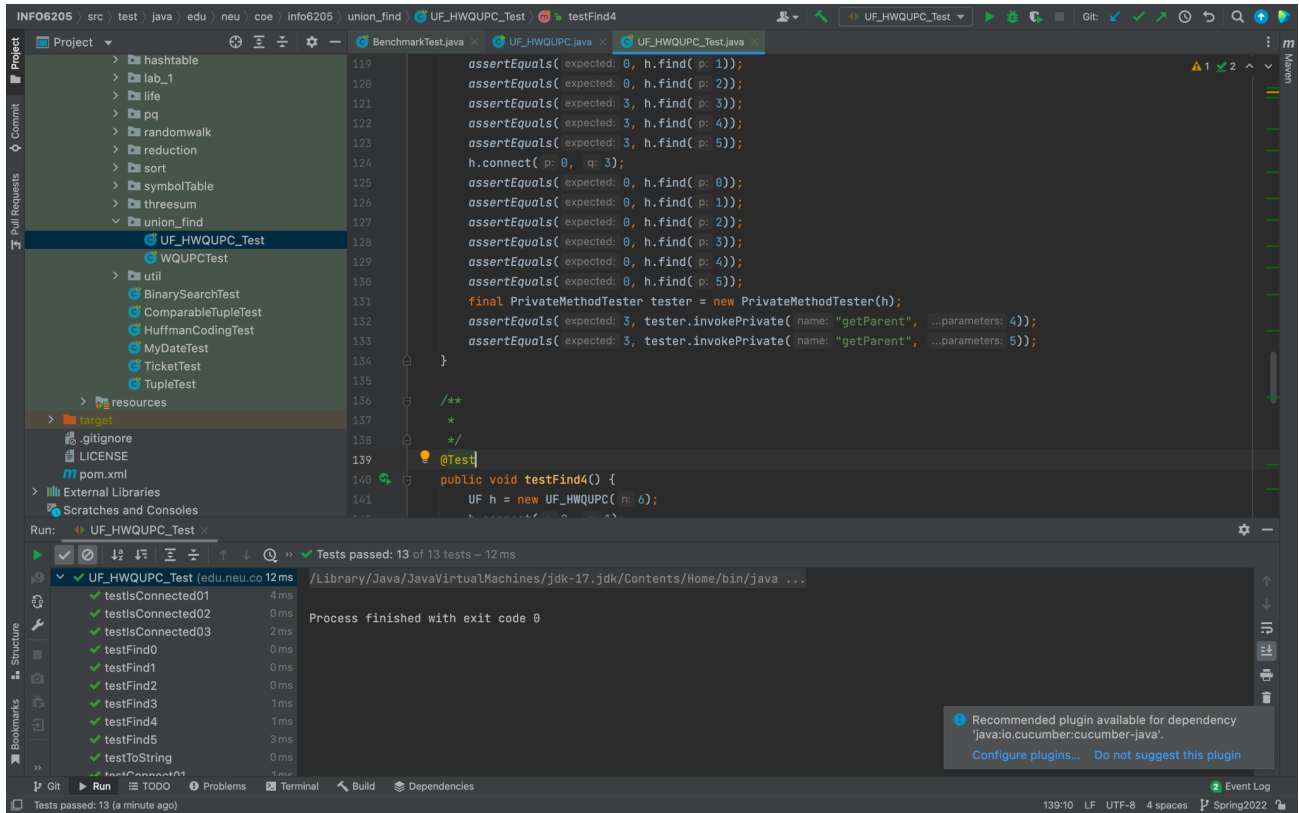 INFO6205 〉 src 〉 test 〉 java 〉 edu 〉 neu 〉 coe 〉 info6205 〉 union_find 〉 UF_HWQUPC_Test 〉 testFind4
UF_HWQUPC_Test
Git:
Project
BenchmarkTest.java
UF_HWQUPC.java
UF_HWQUPC_Test.java
hashtable
lab_1
life
pq
randomwalk
reduction
sort
symbolTable
threesum
union_find
UF_HWQUPC_Test
WQUPCTest
util
BinarySearchTest
ComparableTupleTest
HuffmanCodingTest
MyDateTest
TicketTest
TupleTest
resources
target
.gitignore
LICENSE
pom.xml
External Libraries
Scratches and Consoles
1 2
119 assertEquals( expected: 0, h.find( p: 1));
120 assertEquals( expected: 0, h.find( p: 2));
121 assertEquals( expected: 3, h.find( p: 3));
122 assertEquals( expected: 3, h.find( p: 4));
123 assertEquals( expected: 3, h.find( p: 5));
124 h.connect( p: 0, q: 3);
125 assertEquals( expected: 0, h.find( p: 0));
126 assertEquals( expected: 0, h.find( p: 1));
127 assertEquals( expected: 0, h.find( p: 2));
128 assertEquals( expected: 0, h.find( p: 3));
129 assertEquals( expected: 0, h.find( p: 4));
130 assertEquals( expected: 0, h.find( p: 5));
131 final PrivateMethodTester tester = new PrivateMethodTester(h);
132 assertEquals( expected: 3, tester.invokePrivate( name: "getParent", ...parameters: 4));
133 assertEquals( expected: 3, tester.invokePrivate( name: "getParent", ...parameters: 5));
134 }
135
136 /**
137 *
138 */
139 @Test
140 public void testFind4() {
141 UF h = new UF_HWQUPC( n: 6);
Project
Commit
Pull Requests
Structure
Bookmarks
Maven
Run: UF_HWQUPC_Test
Tests passed: 13 of 13 tests – 12 ms
UF_HWQUPC_Test (edu.neu.co 12 ms
testIsConnected01 4 ms
testIsConnected02 0 ms
testIsConnected03 2 ms
testFind0 0 ms
testFind1 0 ms
testFind2 0 ms
testFind3 1 ms
testFind4 1 ms
testFind5 3 ms
testToString 0 ms
testConnect01 1 ms
/Library/Java/JavaVirtualMachines/jdk-17.jdk/Contents/Home/bin/java ...
Process finished with exit code 0
Recommended plugin available for dependency
'java:io.cucumber:cucumber-java'.
Configure plugins... Do not suggest this plugin
Git Run TODO Problems Terminal Build Dependencies 2 Event Log
Tests passed: 13 (a minute ago) 139:10 LF UTF-8 4 spaces Spring2022